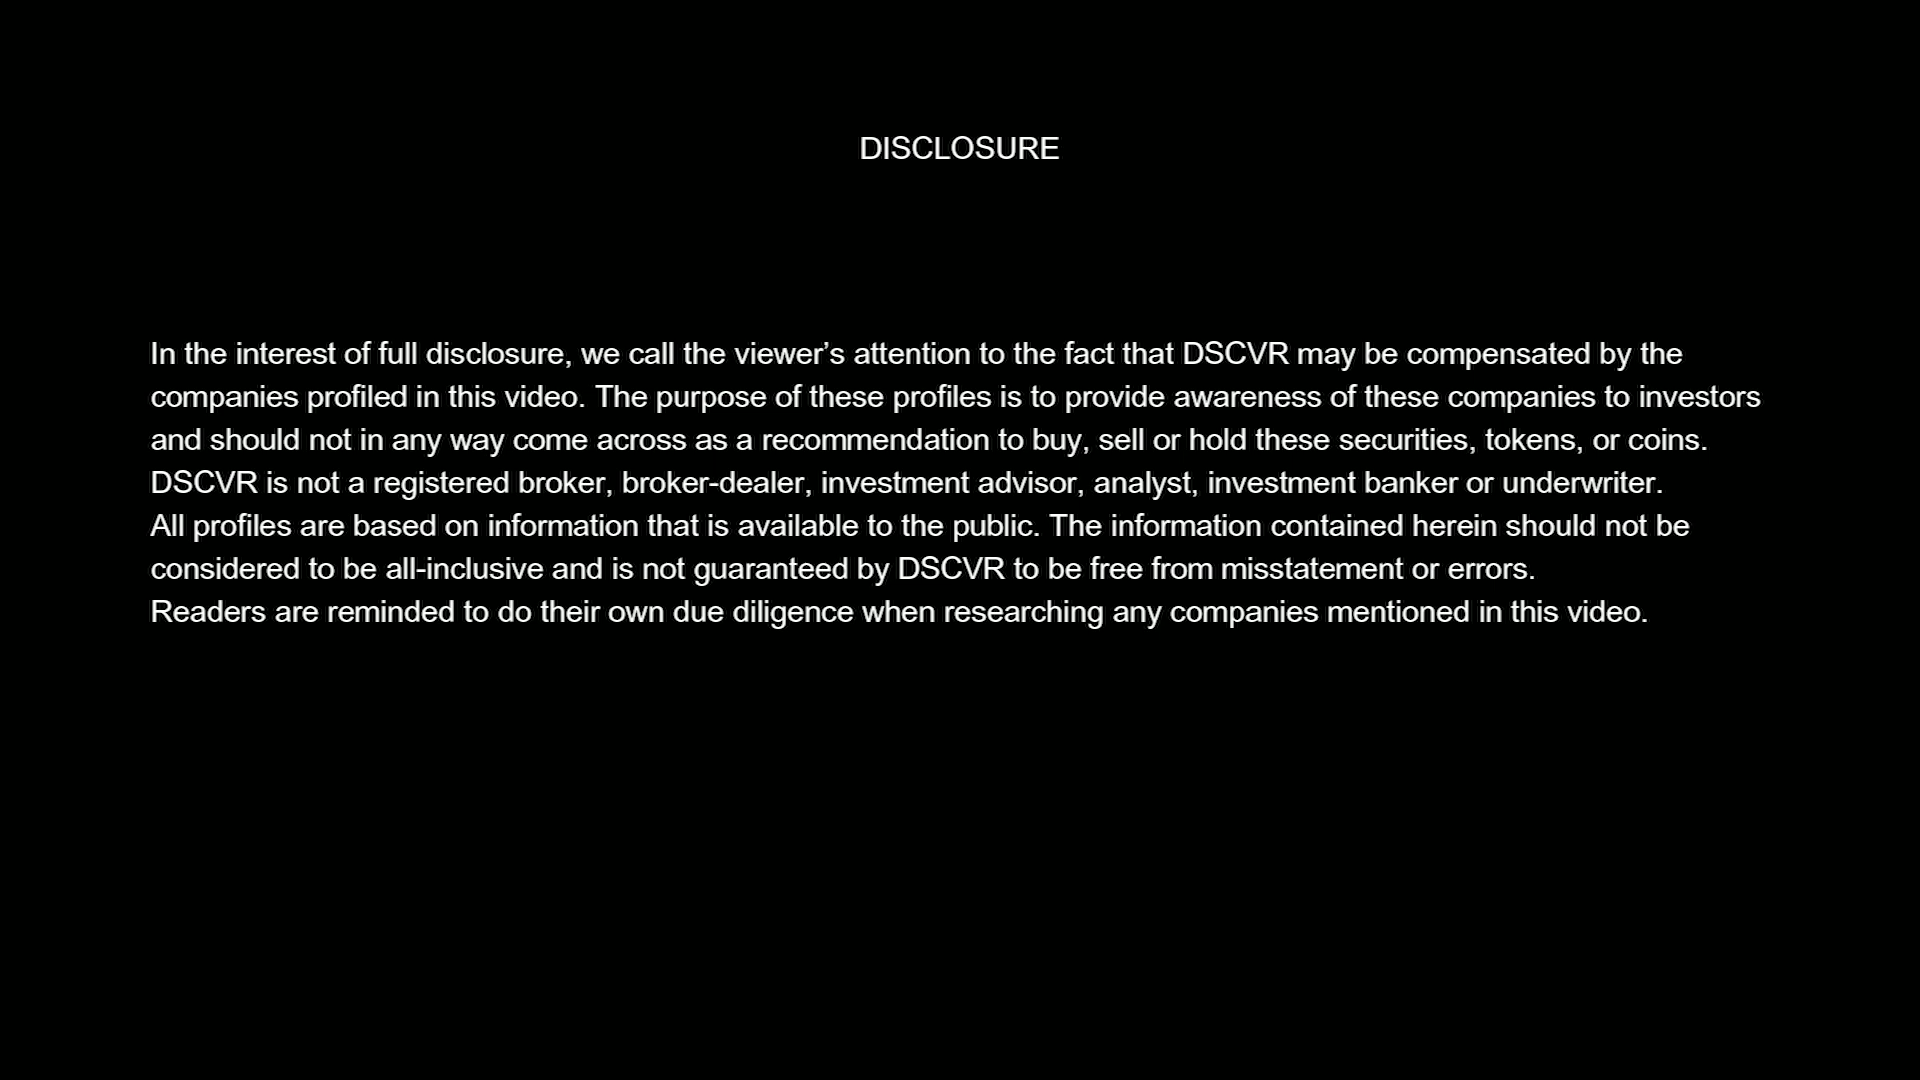 DISCLOSURE
In the interest of full disclosure, we call the viewer’s attention to the fact that DSCVR may be compensated by the
companies profiled in this video. The purpose of these profiles is to provide awareness of these companies to investors
and should not in any way come across as a recommendation to buy, sell or hold these securities, tokens, or coins.
DSCVR is not a registered broker, broker-dealer, investment advisor, analyst, investment banker or underwriter.
All profiles are based on information that is available to the public. The information contained herein should not be
considered to be all-inclusive and is not guaranteed by DSCVR to be free from misstatement or errors.
Readers are reminded to do their own due diligence when researching any companies mentioned in this video.